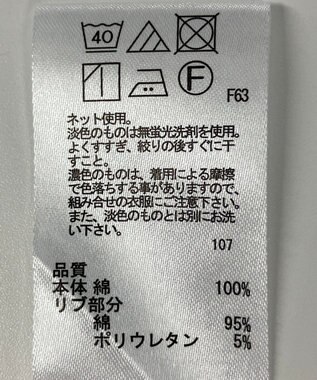 40
F F63
ネット使用。
淡色のものは無蛍光洗剤を使用。
よくすすぎ、絞りの後すぐに干
すこと。
濃色のものは、着用による摩擦
で色落ちする事がありますので、
組み合せの衣服にご注意下さい。
また、淡色のものとは別にお洗
い下さい。
107
品質
本体 綿 100%
リブ部分
綿 95%
ポリウレタン 5%